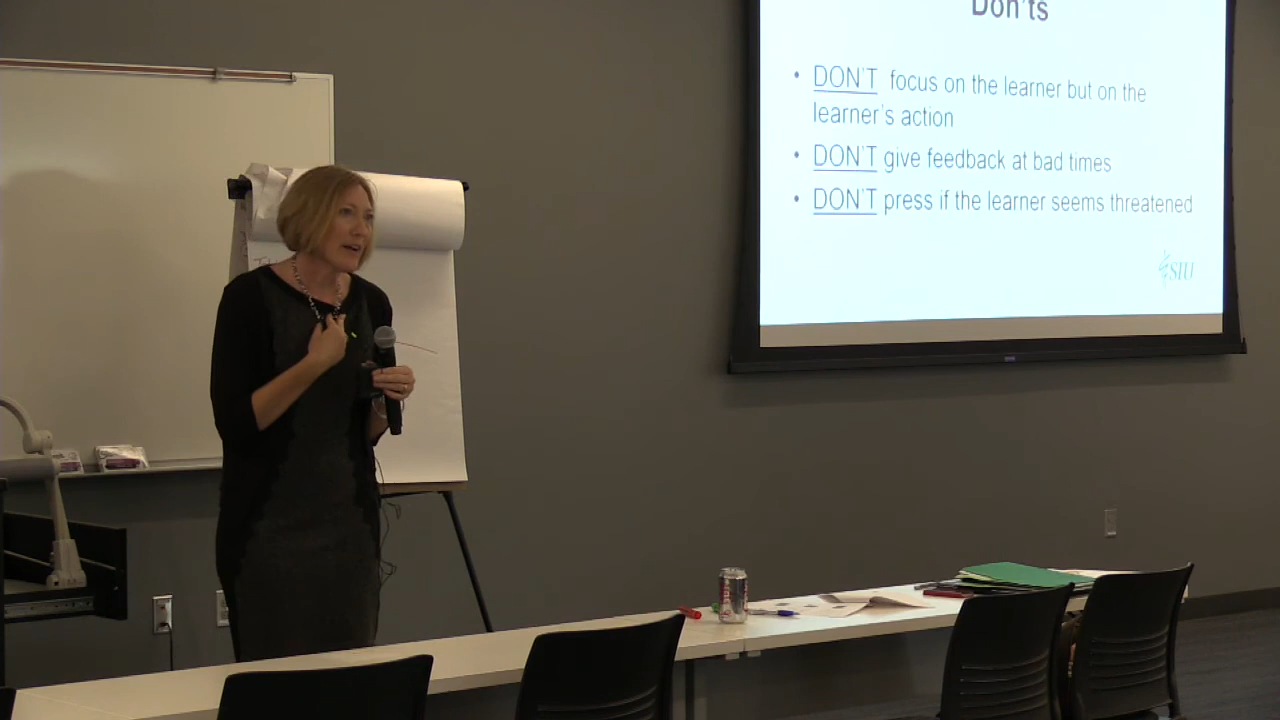 Don'ts
• DON'T focus on the learner but on the
learner's action
• DON'T give feedback at bad times
• DON'T press if the learner seems threatened
SIU